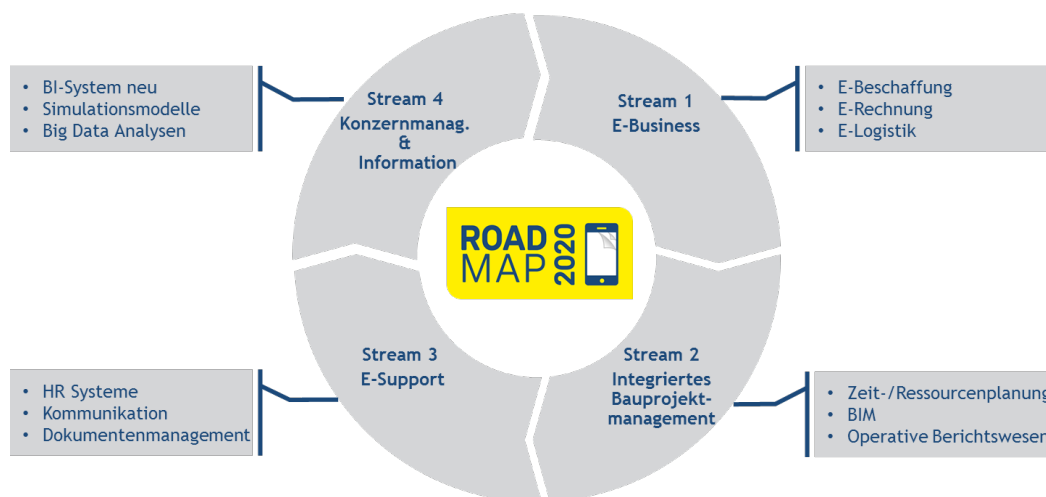 Stream 1
E-Business
• E-Beschaffung
• E-Rechnung
• E-Logistik
Stream 2
Integriertes
Bauprojekt-
management
• Zeit-/Ressourcenplanung
• BIM
• Operative Berichtswesen
Stream 3
E-Support
• HR Systeme
• Kommunikation
• Dokumentenmanagement
Stream 4
Konzernmanag.
&
Information
• BI-System neu
• Simulationsmodelle
• Big Data Analysen
ROAD
MAP
2020